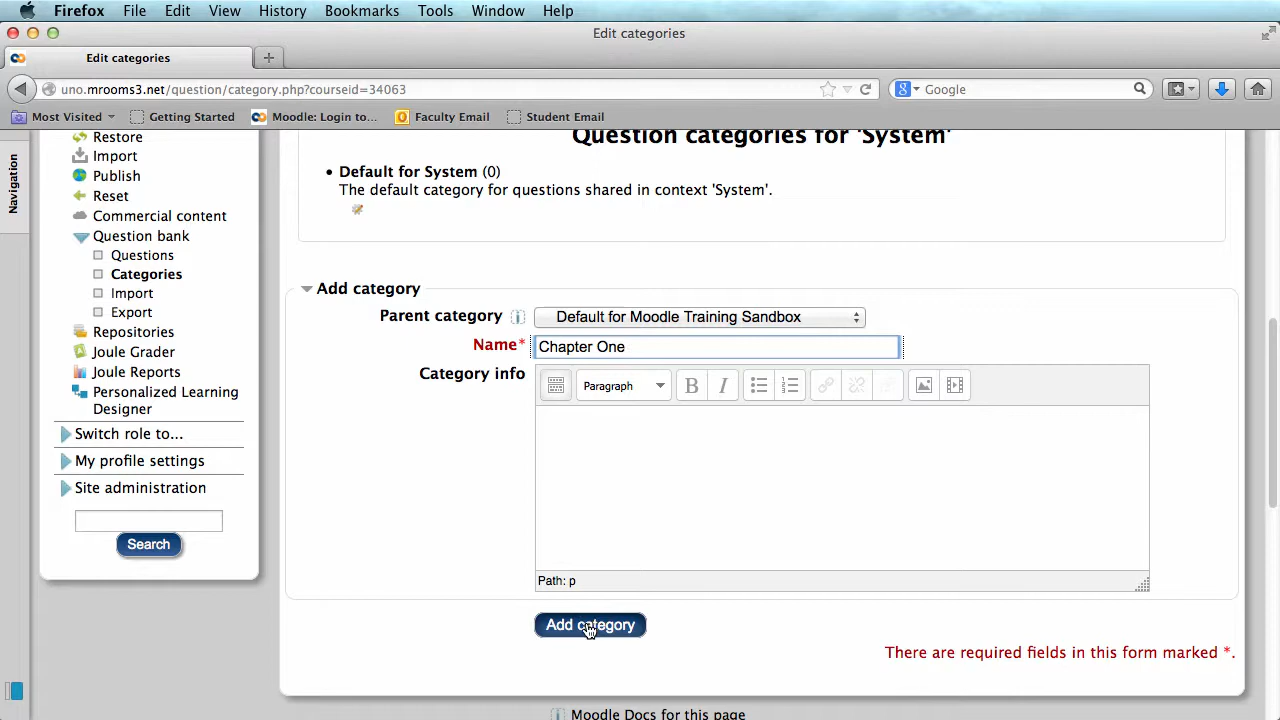 Firefox File Edit View History Bookmarks Tools Window Help
Edit categories
Edit categories
uno.mrooms3.net/question/category.php?courseid=34063
Google
Most Visited Getting Started Moodle: Login to... Faculty Email Student Email
Navigation
Restore
Import
Publish
Reset
Commercial content
Question bank
Questions
Categories
Import
Export
Repositories
Joule Grader
Joule Reports
Personalized Learning
Designer
Switch role to...
My profile settings
Site administration
Search
Question categories for 'System'
• Default for System (0)
The default category for questions shared in context 'System'.
Add category
Parent category Default for Moodle Training Sandbox
Name* Chapter One
Category info
Paragraph B I
Path: p
Add category
There are required fields in this form marked *.
Moodle Docs for this page